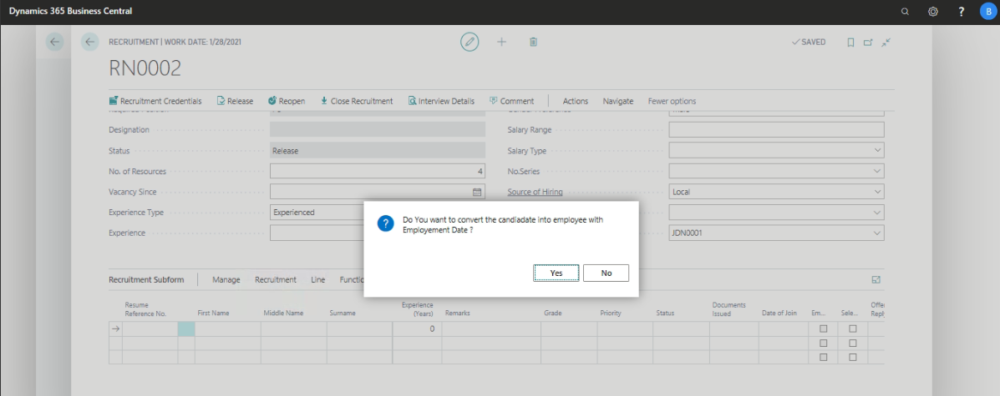 Dynamics 365 Business Central
?
B
RECRUITMENT | WORK DATE: 1/28/2021
SAVED
RN0002
Recruitment Credentials Release Reopen Close Recruitment Interview Details Comment Actions Navigate Fewer options
Designation
Salary Range
Status Release
Salary Type
No. of Resources 4
No.Series
Vacancy Since
Source of Hiring Local
Experience Type Experienced
Experience
JDN0001
? Do You want to convert the candiadate into employee with
Employement Date ?
Yes No
Recruitment Subform Manage Recruitment Line Functio
Resume
Reference No. First Name Middle Name Surname Experience
(Years) Remarks Grade Priority Status Documents
Issued Date of Join Em... Sele... Offe
Repl
0